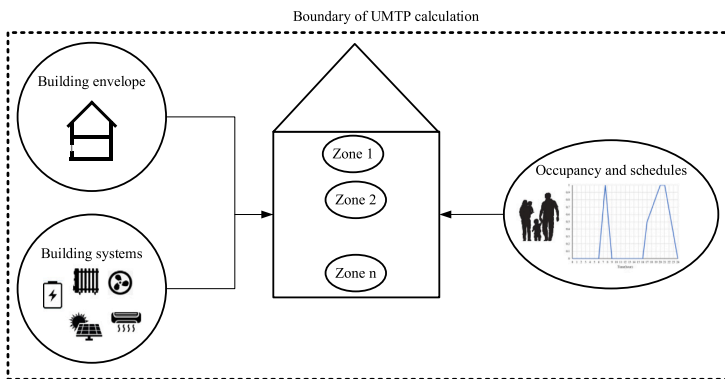 Boundary of UMTP calculation
Building envelope
Building systems
Zone 1
Zone 2
Zone n
Occupancy and schedules